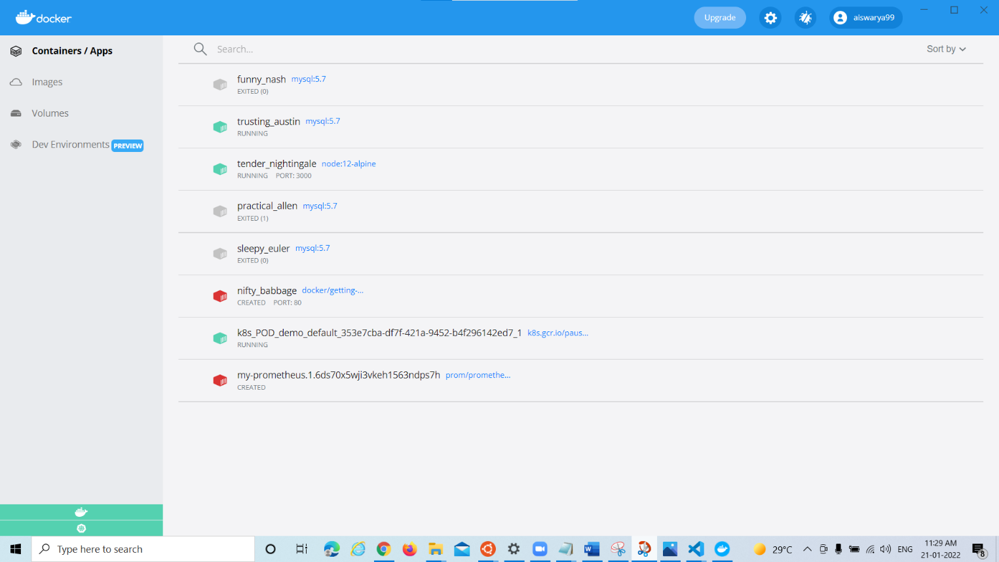 docker
Upgrade
aiswarya99
Containers / Apps
Images
Volumes
Dev Environments PREVIEW
Search...
Sort by
funny_nash mysql:5.7
EXITED (0)
trusting_austin mysql:5.7
RUNNING
tender_nightingale node:12-alpine
RUNNING PORT: 3000
practical_allen mysql:5.7
EXITED (1)
sleepy_euler mysql:5.7
EXITED (0)
nifty_babbage docker/getting-...
CREATED PORT: 80
k8s_POD_demo_default_353e7cba-df7f-421a-9452-b4f296142ed7_1 k8s.gcr.io/paus...
RUNNING
my-prometheus.1.6ds70x5wji3vkeh1563ndps7h prom/promethe...
CREATED
Type here to search
29°C
ENG
11:29 AM
21-01-2022
8